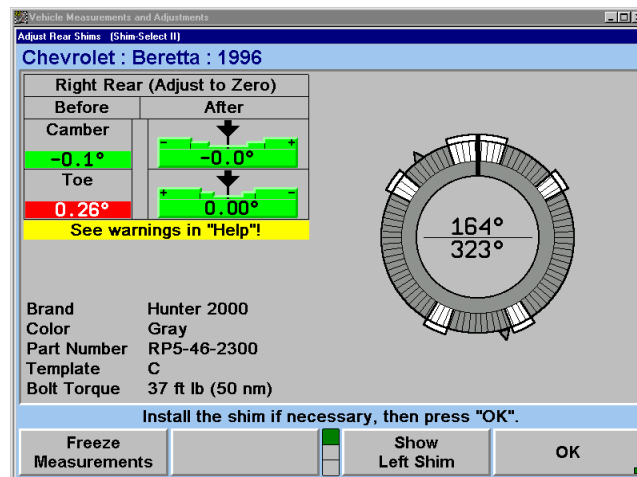 Vehicle Measurements and Adjustments
Adjust Rear Shims (Shim-Select II)
Chevrolet : Beretta : 1996
Right Rear (Adjust to Zero)
Before After
Camber
- +
-0.1° -0.0°
Toe
+ -
0.26° 0.00°
See warnings in "Help"!
164°
323°
Brand Hunter 2000
Color Gray
Part Number RP5-46-2300
Template C
Bolt Torque 37 ft lb (50 nm)
Install the shim if necessary, then press "OK".
Freeze Measurements
Show Left Shim
OK